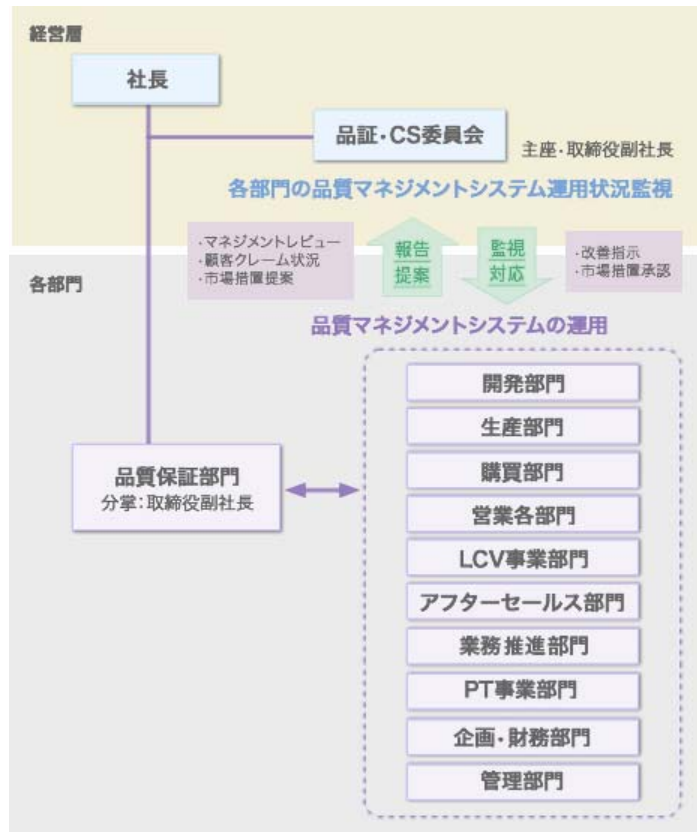 経営層
社長
品証・CS委員会
主座・取締役副社長
各部門の品質マネジメントシステム運用状況監視
・マネジメントレビュー
・顧客クレーム状況
・市場措置提案
報告
提案
監視
対応
・改善指示
・市場措置承認
各部門
品質マネジメントシステムの運用
品質保証部門
分掌：取締役副社長
開発部門
生産部門
購買部門
営業各部門
LCV事業部門
アフターセールス部門
業務推進部門
PT事業部門
企画・財務部門
管理部門